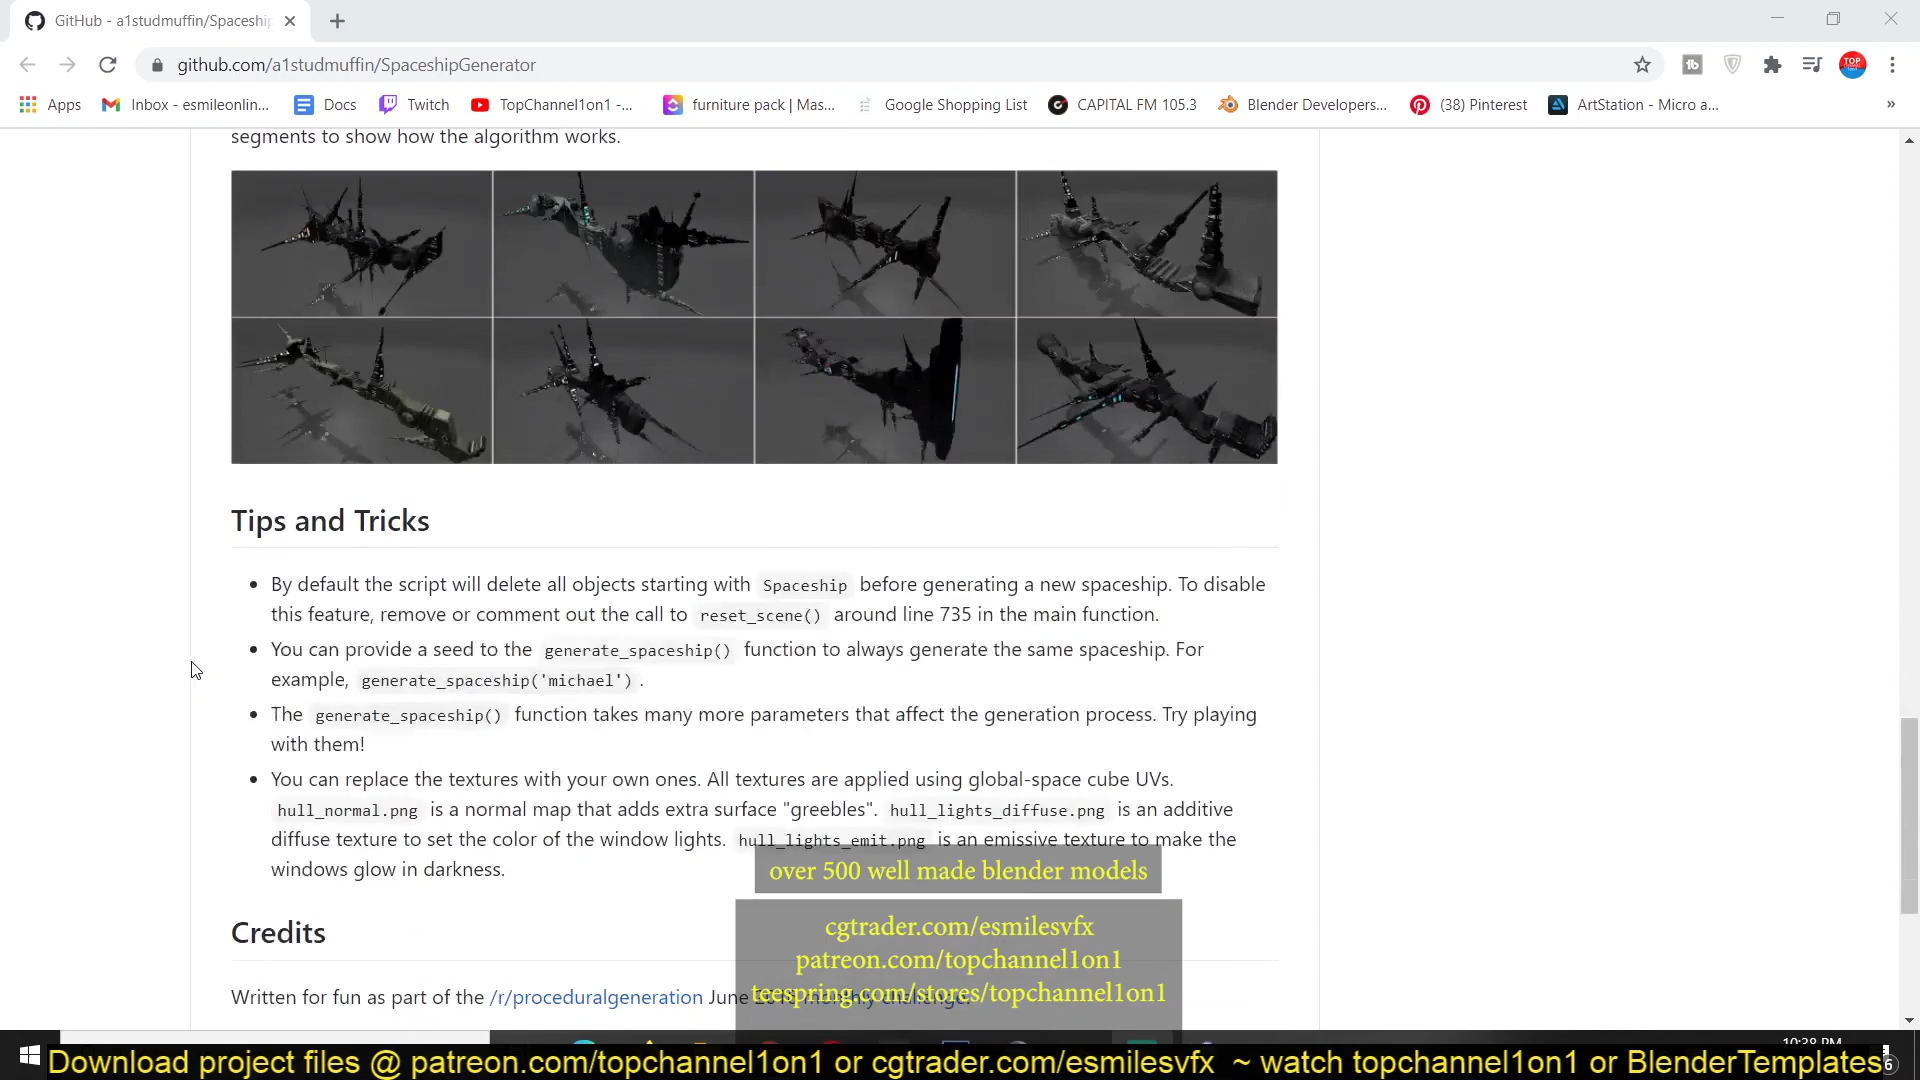 GitHub - a1studmuffin/Spaceship
github.com/a1studmuffin/SpaceshipGenerator
TOP
Apps
Inbox - esmileonlin...
Docs
Twitch
TopChannel1on1 -...
furniture pack | Mas...
Google Shopping List
CAPITAL FM 105.3
Blender Developers...
(38) Pinterest
ArtStation - Micro a...
»
segments to show how the algorithm works.
Tips and Tricks
• By default the script will delete all objects starting with Spaceship before generating a new spaceship. To disable
this feature, remove or comment out the call to reset_scene() around line 735 in the main function.
• You can provide a seed to the generate_spaceship() function to always generate the same spaceship. For
example, generate_spaceship('michael') .
• The generate_spaceship() function takes many more parameters that affect the generation process. Try playing
with them!
• You can replace the textures with your own ones. All textures are applied using global-space cube UVs.
hull_normal.png is a normal map that adds extra surface "greebles". hull_lights_diffuse.png is an additive
diffuse texture to set the color of the window lights. hull_lights_emit.png is an emissive texture to make the
windows glow in darkness.
over 500 well made blender models
Credits
cgtrader.com/esmilesvfx
patreon.com/topchannel1on1
teespring.com/stores/topchannel1on1
Written for fun as part of the /r/proceduralgeneration June
10:38 PM
Download project files @ patreon.com/topchannel1on1 or cgtrader.com/esmilesvfx ~ watch topchannel1on1 or BlenderTemplates